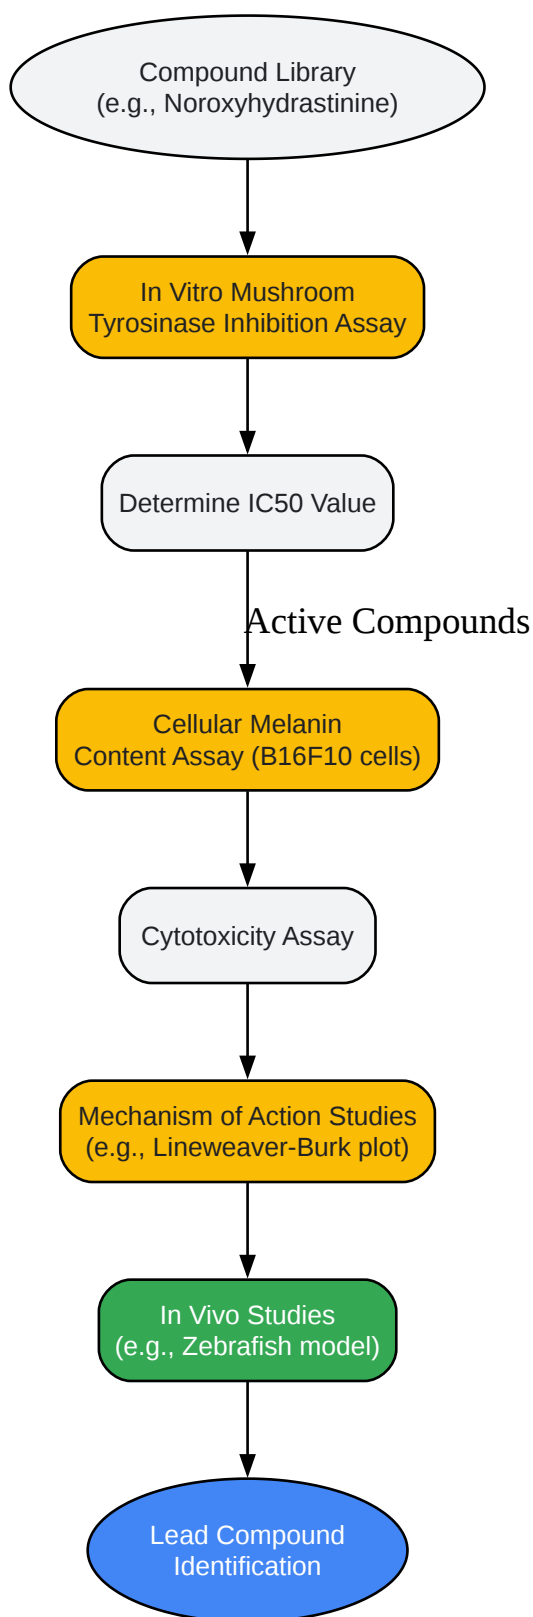 Compound Library
(e.g., Noroxyhydrastinine)
In Vitro Mushroom
Tyrosinase Inhibition Assay
Determine IC50 Value
Active Compounds
Cellular Melanin
Content Assay (B16F10 cells)
Cytotoxicity Assay
Mechanism of Action Studies
(e.g., Lineweaver-Burk plot)
In Vivo Studies
(e.g., Zebrafish model)
Lead Compound
Identification